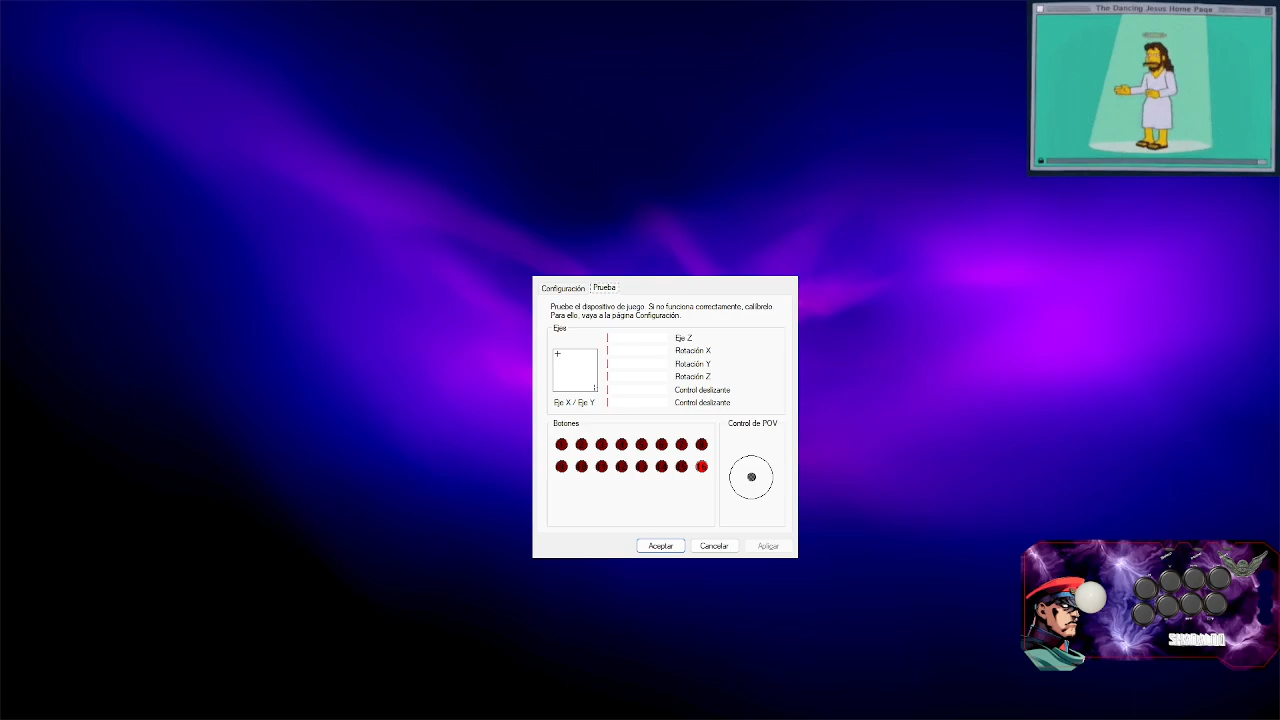 The Dancing Jesus Home Page
Configuración
Prueba
Pruebe el dispositivo de juego. Si no funciona correctamente, calíbrelo.
Para ello, vaya a la página Configuración.
Ejes
Eje Z
Rotación X
Rotación Y
Rotación Z
Control deslizante
Eje X / Eje Y
Control deslizante
Botones
Control de POV
Aceptar
Cancelar
Aplicar